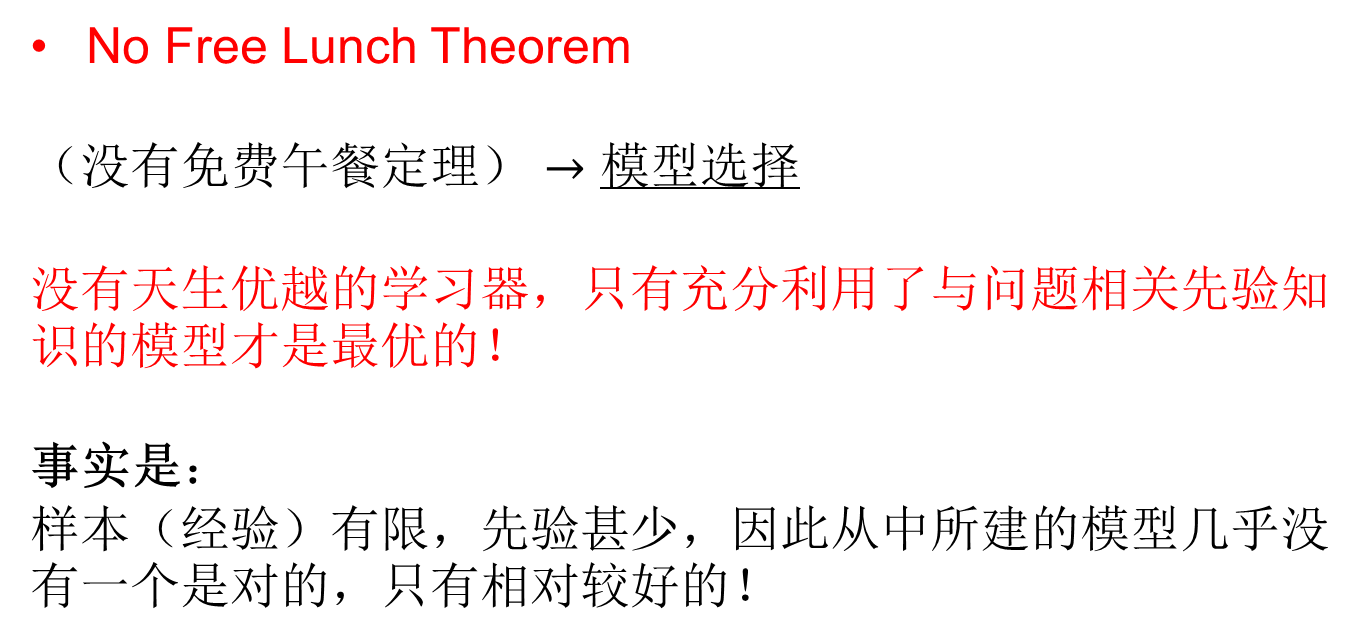 • No Free Lunch Theorem
（没有免费午餐定理）→ 模型选择
没有天生优越的学习器，只有充分利用了与问题相关先验知
识的模型才是最优的！
事实是：
样本（经验）有限，先验甚少，因此从中所建的模型几乎没
有一个是对的，只有相对较好的！